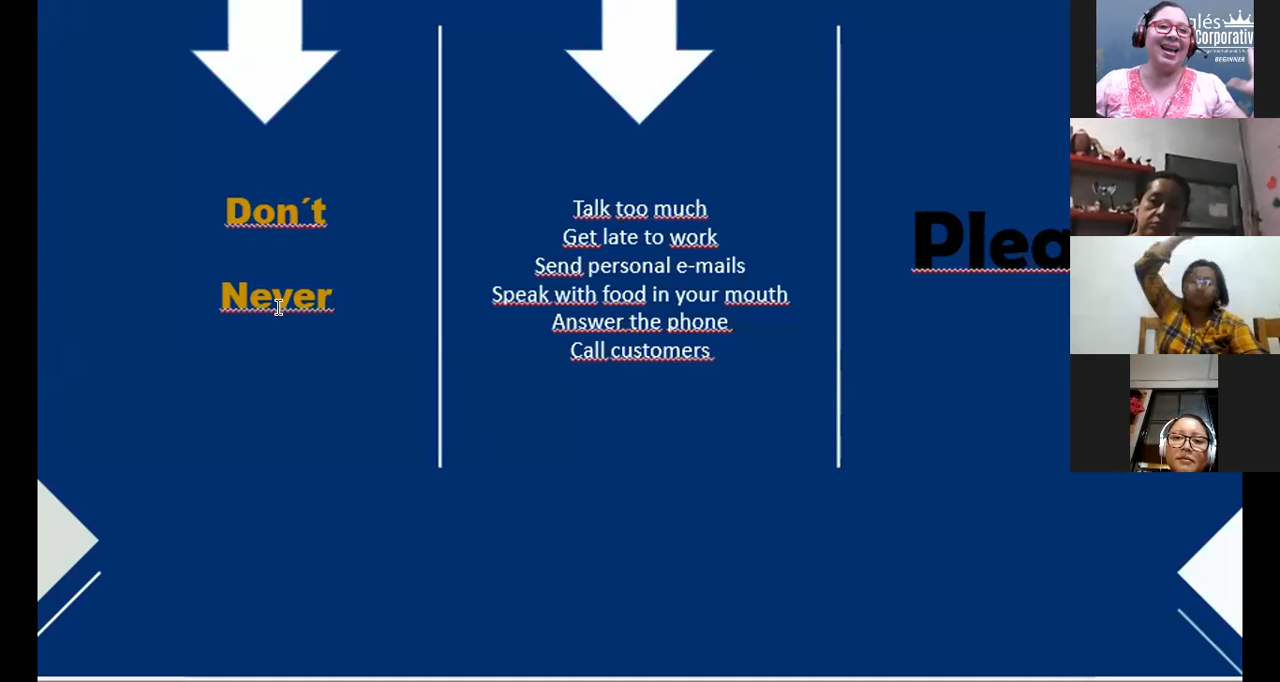 Don´t
Never
Talk too much
Get late to work
Send personal e-mails
Speak with food in your mouth
Answer the phone
Call customers
BEGINNER